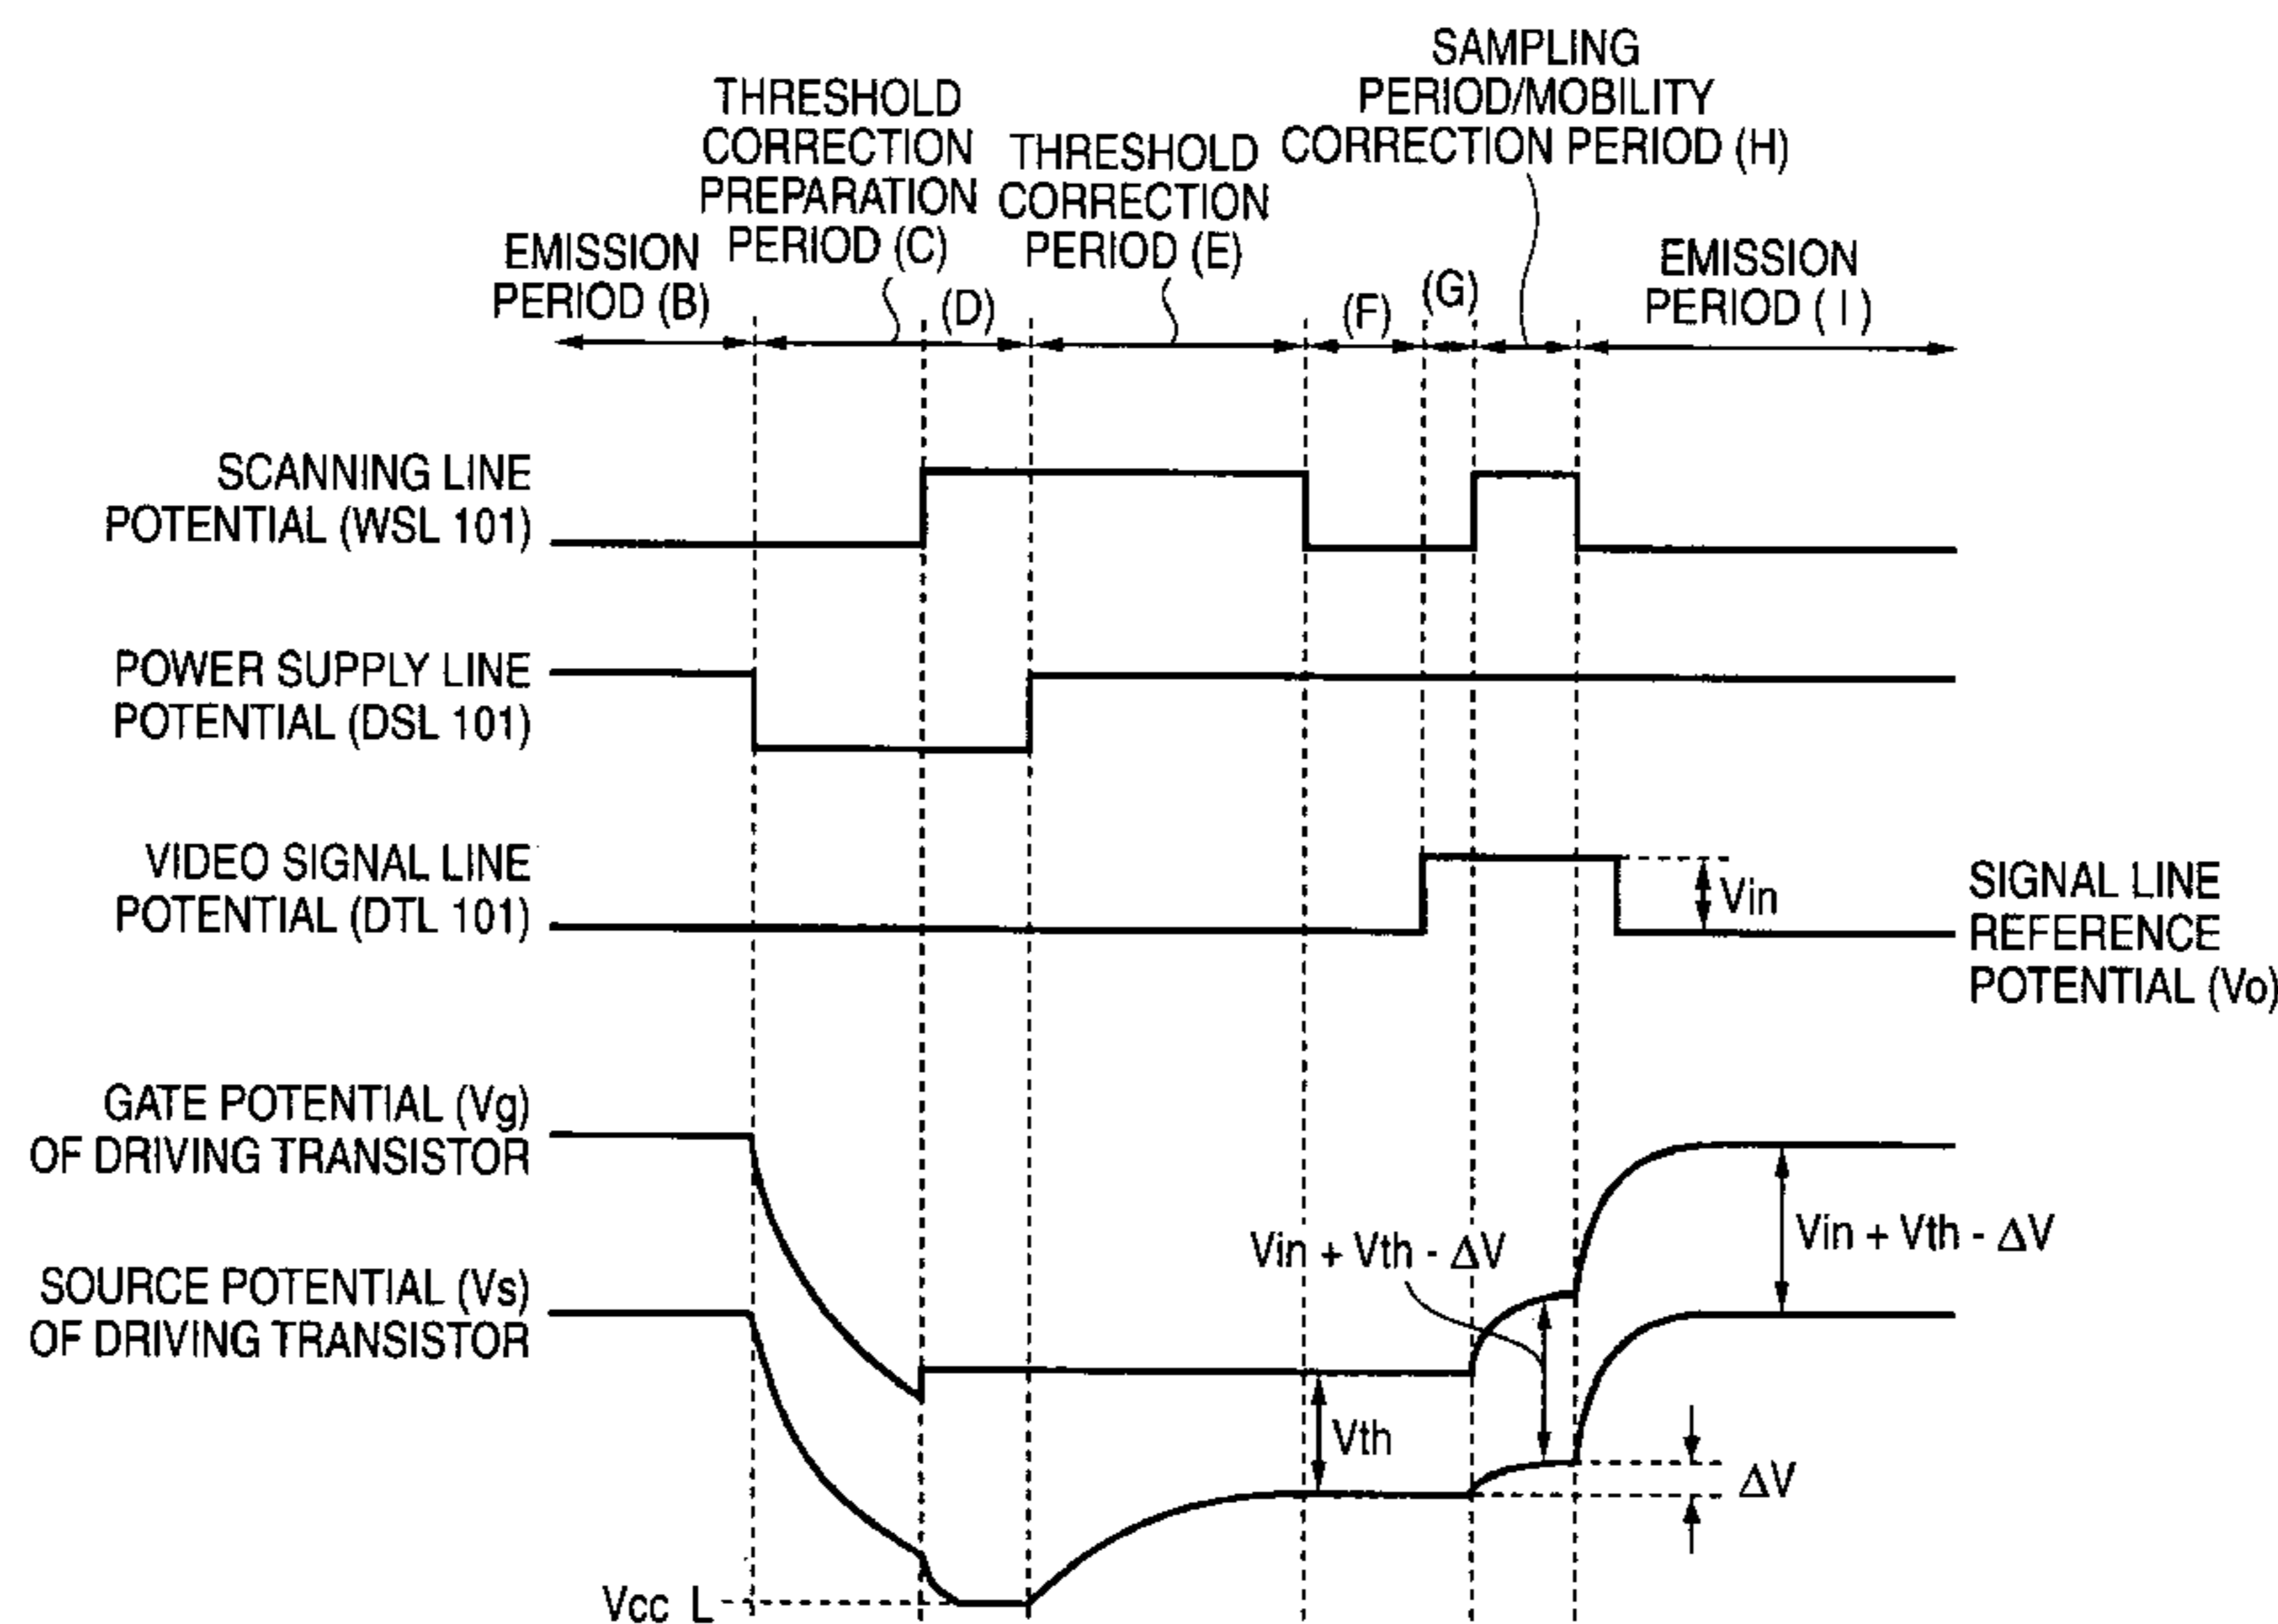 SAMPLING
PERIOD/MOBILITY
CORRECTION PERIOD (H)
THRESHOLD
CORRECTION
PREPARATION
PERIOD (C)
THRESHOLD
CORRECTION
PERIOD (E)
EMISSION
PERIOD (B)
(D)
(F)
(G)
EMISSION
PERIOD ( I )
SCANNING LINE
POTENTIAL (WSL 101)
POWER SUPPLY LINE
POTENTIAL (DSL 101)
VIDEO SIGNAL LINE
POTENTIAL (DTL 101)
Vin
SIGNAL LINE
REFERENCE
POTENTIAL (Vo)
GATE POTENTIAL (Vg)
OF DRIVING TRANSISTOR
Vin + Vth - ΔV
Vin + Vth - ΔV
SOURCE POTENTIAL (Vs)
OF DRIVING TRANSISTOR
Vth
ΔV
Vcc L